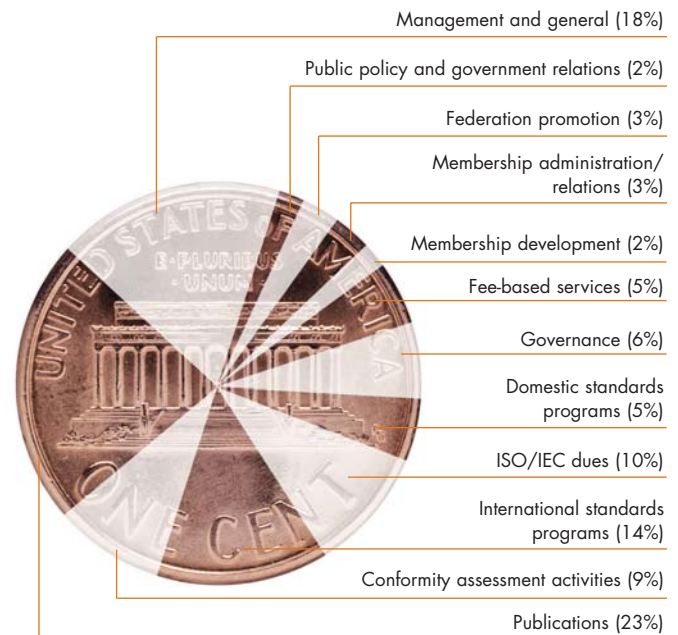 Management and general (18%)
Public policy and government relations (2%)
Federation promotion (3%)
Membership administration/
relations (3%)
Membership development (2%)
Fee-based services (5%)
Governance (6%)
Domestic standards
programs (5%)
ISO/IEC dues (10%)
International standards
programs (14%)
Conformity assessment activities (9%)
Publications (23%)
UNITED STATES OF AMERICA
E·PLURIBUS
·UNUM·
ONE CENT